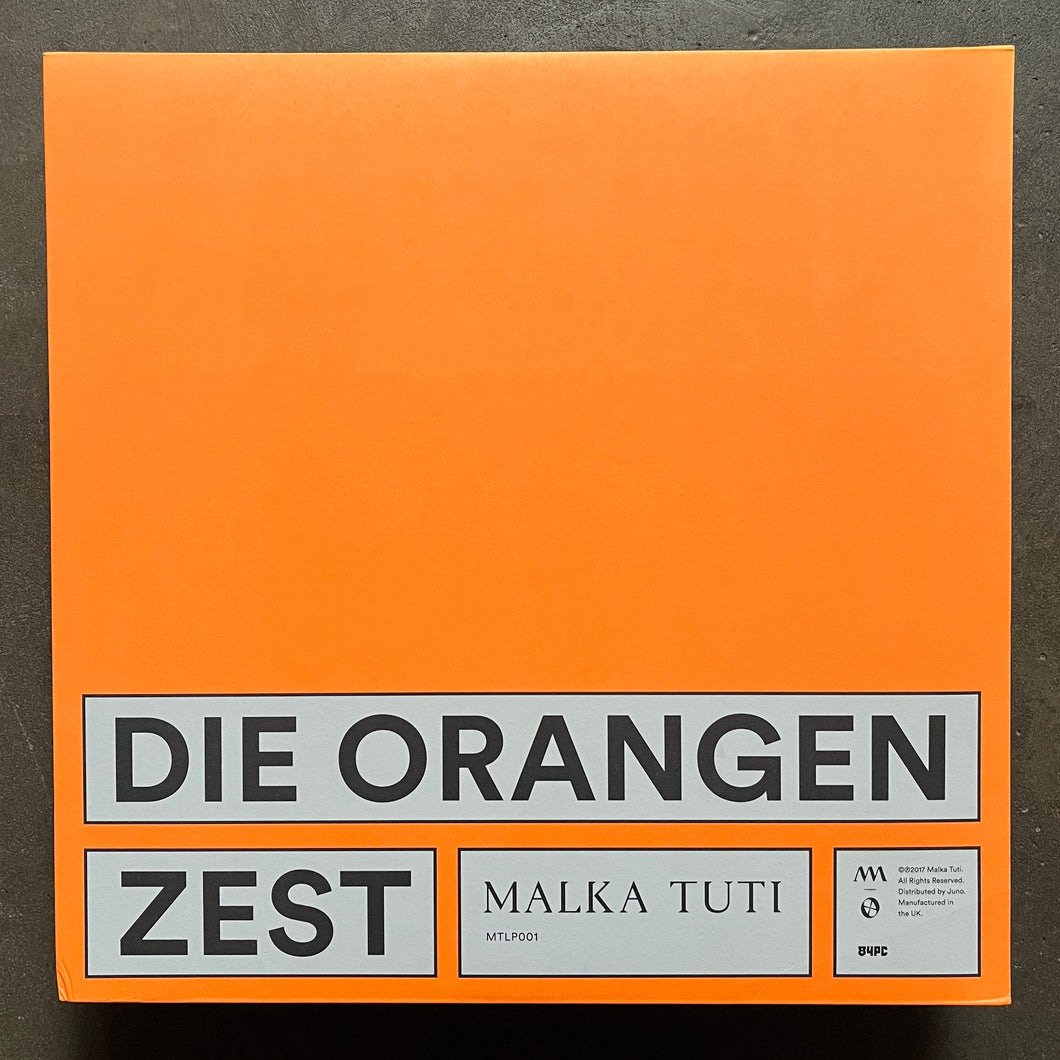 DIE ORANGEN
ZEST
MALKA TUTI
MTLP001
©℗2017 Malka Tuti.
All Rights Reserved.
Distributed by Juno.
Manufactured in
the UK.
84PC